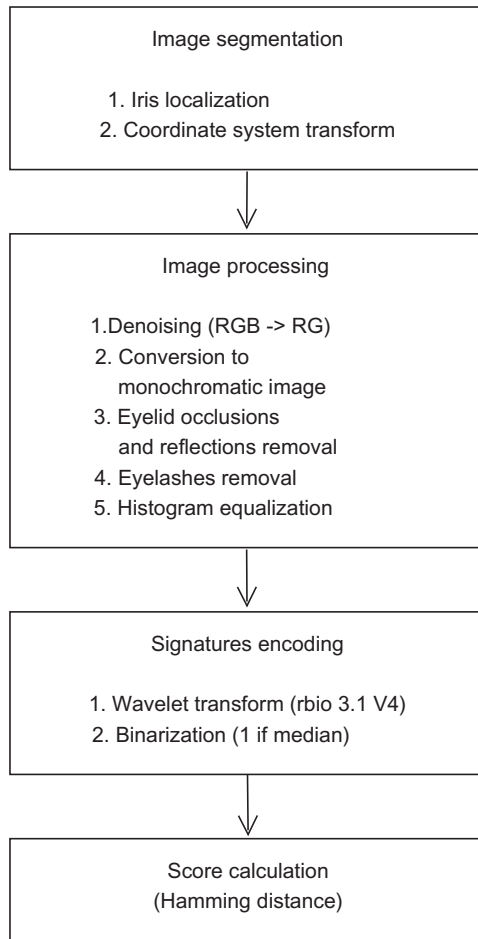 Image segmentation
1. Iris localization
2. Coordinate system transform
Image processing
1.Denoising (RGB -> RG)
2. Conversion to
monochromatic image
3. Eyelid occlusions
and reflections removal
4. Eyelashes removal
5. Histogram equalization
Signatures encoding
1. Wavelet transform (rbio 3.1 V4)
2. Binarization (1 if median)
Score calculation
(Hamming distance)